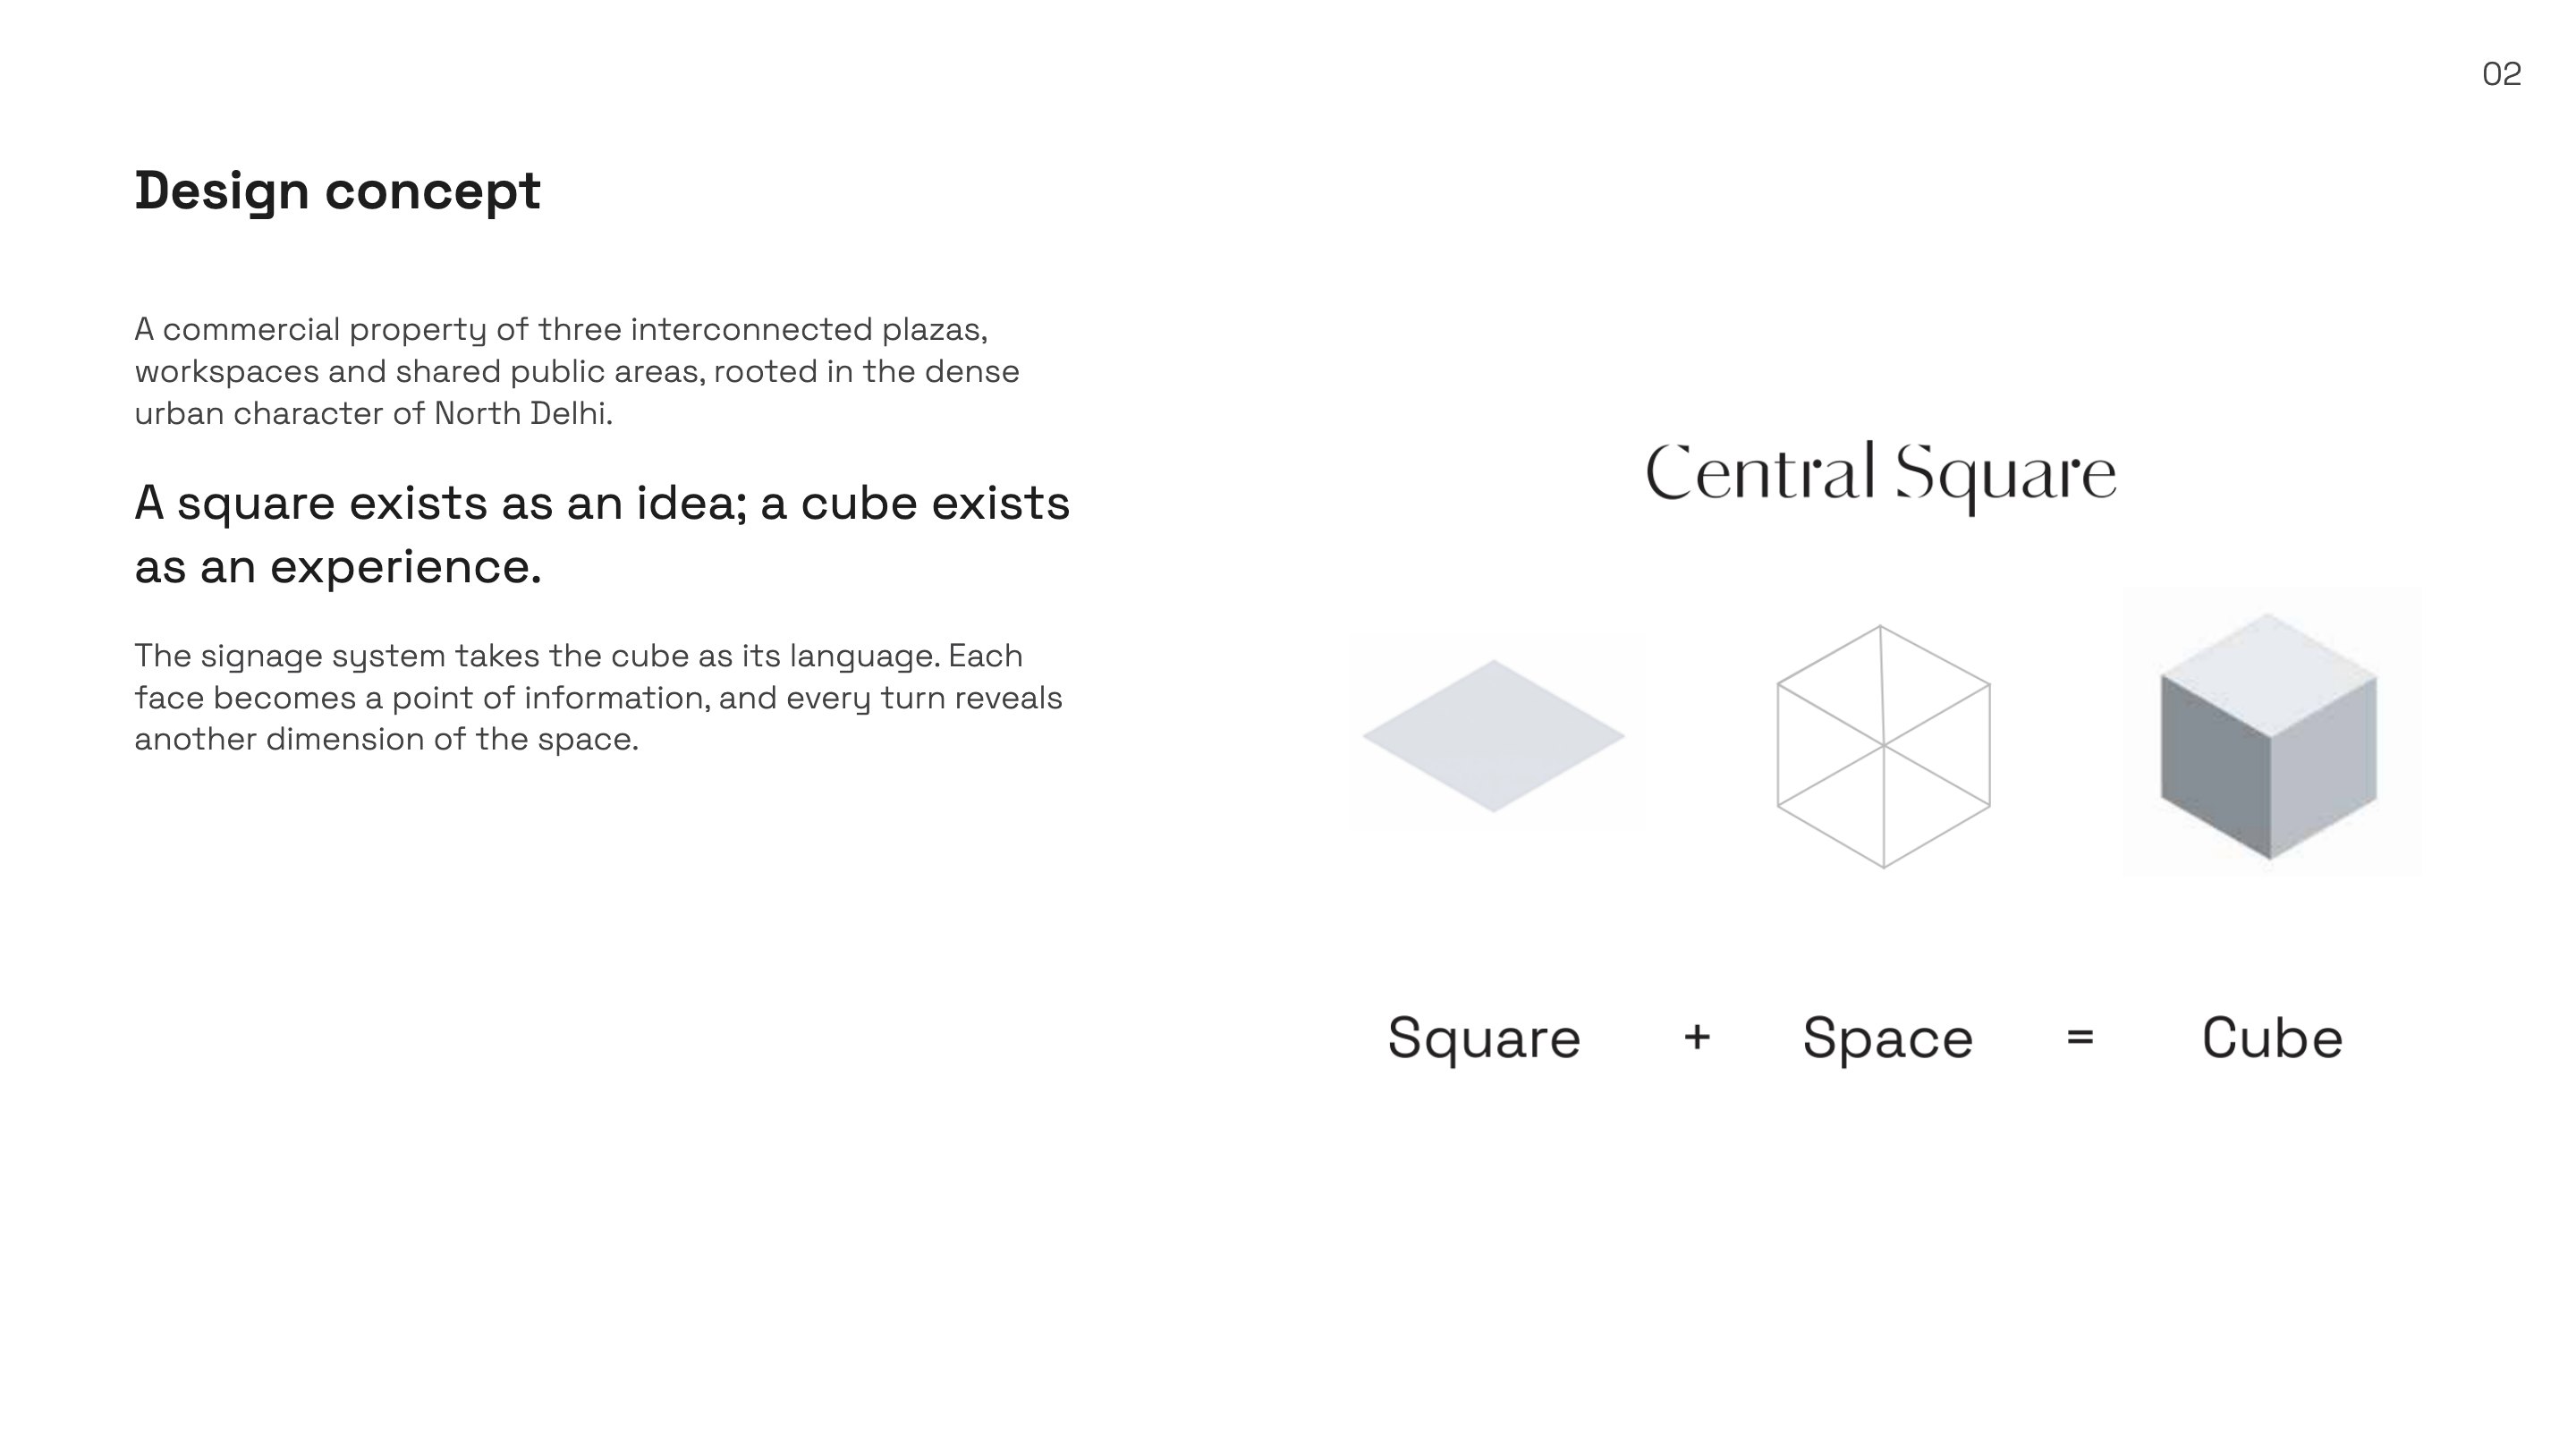 02
Design concept
A commercial property of three interconnected plazas,
workspaces and shared public areas, rooted in the dense
urban character of North Delhi.
A square exists as an idea; a cube exists
as an experience.
The signage system takes the cube as its language. Each
face becomes a point of information, and every turn reveals
another dimension of the space.
Central Square
Square + Space = Cube